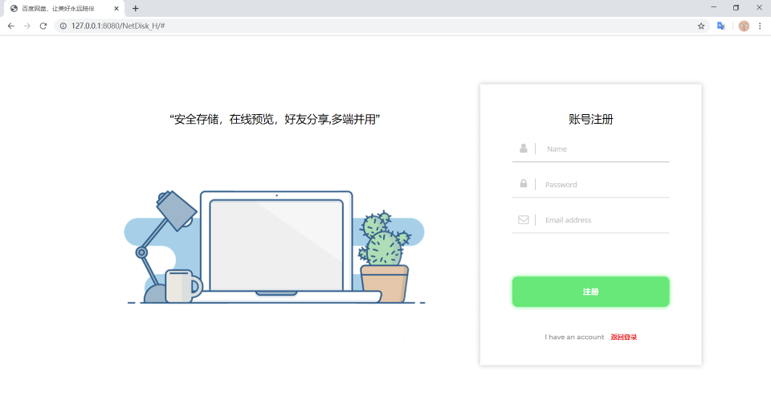 百度网盘，让美好永远陪伴
127.0.0.1:8080/NetDisk_H/#
“安全存储，在线预览，好友分享,多端并用”
账号注册
Name
Password
Email address
注册
I have an account 返回登录